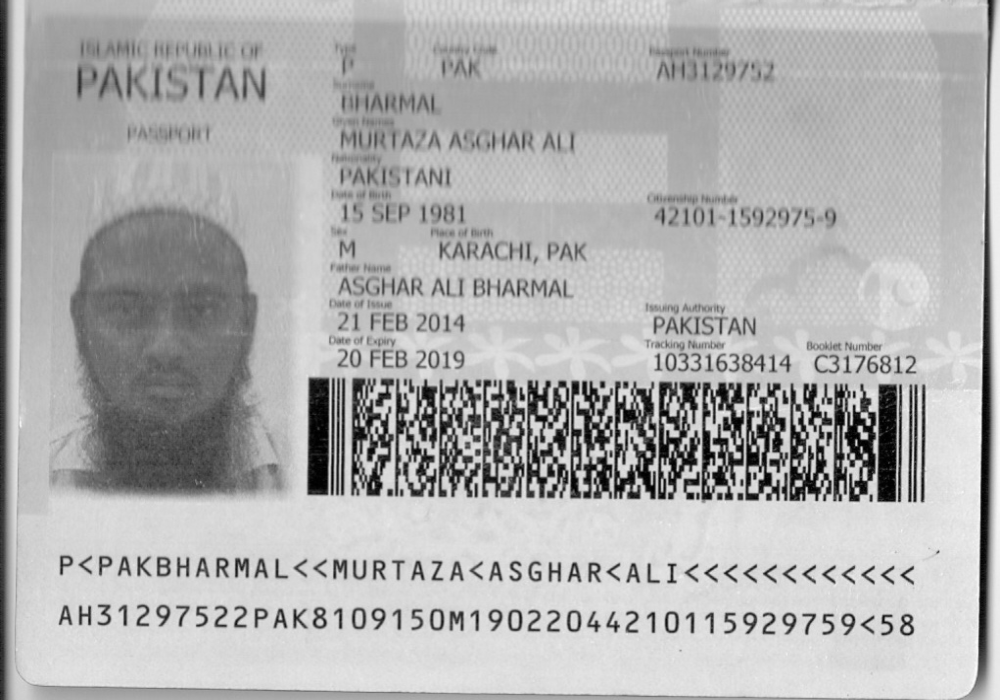 ISLAMIC REPUBLIC OF
PAKISTAN
PASSPORT
Type Country Code Passport Number
P PAK AH3129752
Surname
BHARMAL
Given Names
MURTAZA ASGHAR ALI
Nationality
PAKISTANI
Date of Birth Citizenship Number
15 SEP 1981 42101-1592975-9
Sex Place of Birth
M KARACHI, PAK
Father Name
ASGHAR ALI BHARMAL
Date of Issue Issuing Authority
21 FEB 2014 PAKISTAN
Date of Expiry Tracking Number Booklet Number
20 FEB 2019 10331638414 C3176812
P<PAKBHARMAL<<MURTAZA<ASGHAR<ALI<<<<<<<<<<<<
AH31297522PAK8109150M19022044210115929759<58